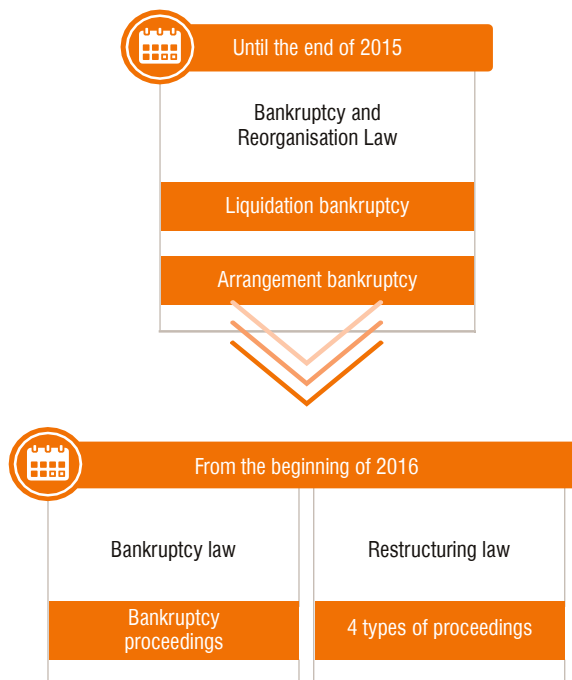 Until the end of 2015
Bankruptcy and
Reorganisation Law
Liquidation bankruptcy
Arrangement bankruptcy
From the beginning of 2016
Bankruptcy law
Bankruptcy
proceedings
Restructuring law
4 types of proceedings